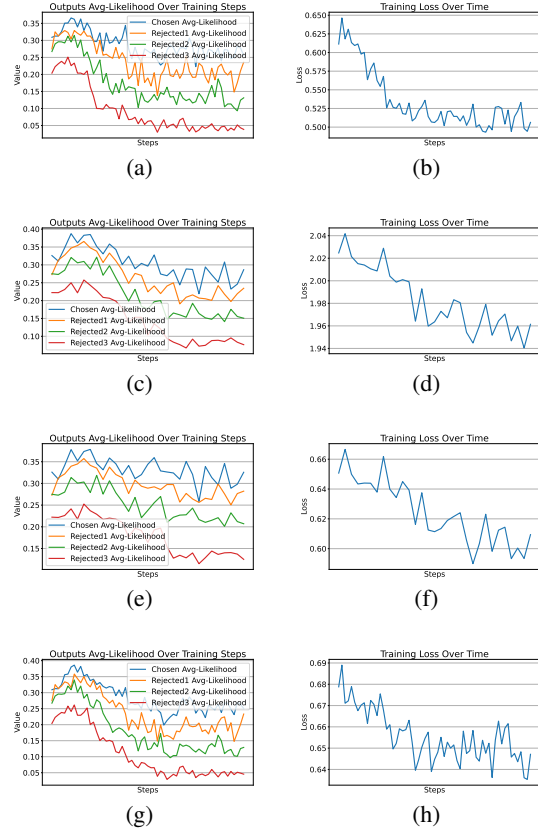 Outputs Avg-Likelihood Over Training Steps
Value
0.35
0.30
0.25
0.20
0.15
0.10
0.05
Chosen Avg-Likelihood
Rejected1 Avg-Likelihood
Rejected2 Avg-Likelihood
Rejected3 Avg-Likelihood
Steps
(a)
Training Loss Over Time
Loss
0.650
0.625
0.600
0.575
0.550
0.525
0.500
Steps
(b)
Outputs Avg-Likelihood Over Training Steps
Value
0.40
0.35
0.30
0.25
0.20
0.15
0.10
Chosen Avg-Likelihood
Rejected1 Avg-Likelihood
Rejected2 Avg-Likelihood
Rejected3 Avg-Likelihood
Steps
(c)
Training Loss Over Time
Loss
2.04
2.02
2.00
1.98
1.96
1.94
Steps
(d)
Outputs Avg-Likelihood Over Training Steps
Value
0.35
0.30
0.25
0.20
0.15
Chosen Avg-Likelihood
Rejected1 Avg-Likelihood
Rejected2 Avg-Likelihood
Rejected3 Avg-Likelihood
Steps
(e)
Training Loss Over Time
Loss
0.66
0.64
0.62
0.60
Steps
(f)
Outputs Avg-Likelihood Over Training Steps
Value
0.40
0.35
0.30
0.25
0.20
0.15
0.10
0.05
Chosen Avg-Likelihood
Rejected1 Avg-Likelihood
Rejected2 Avg-Likelihood
Rejected3 Avg-Likelihood
Steps
(g)
Training Loss Over Time
Loss
0.69
0.68
0.67
0.66
0.65
0.64
Steps
(h)